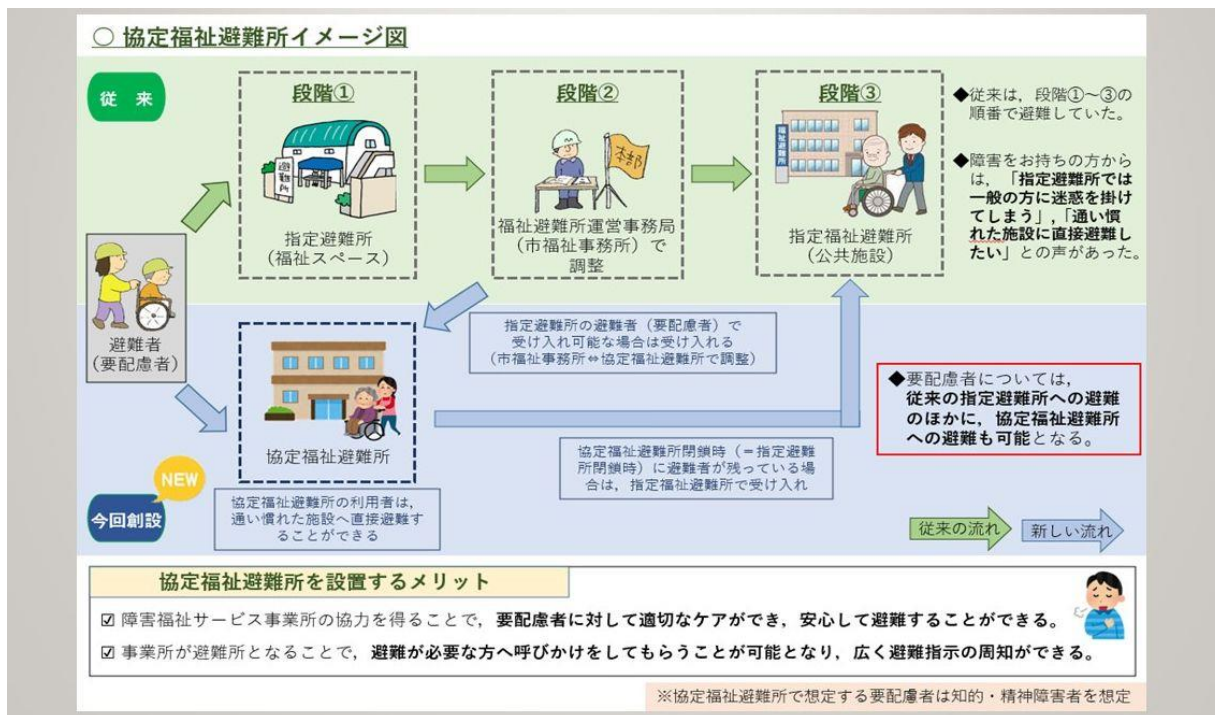 ○ 協定福祉避難所イメージ図
従 来
段階①
避難所
指定避難所
(福祉スペース)
段階②
本部
福祉避難所運営事務局
(市福祉事務所)で
調整
段階③
福祉避難所
指定福祉避難所
(公共施設)
◆従来は,段階①~③の
順番で避難していた。
◆障害をお持ちの方から
は,「指定避難所では
一般の方に迷惑を掛け
てしまう」,「通い慣
れた施設に直接避難し
たい」との声があった。
避難者
(要配慮者)
指定避難所の避難者(要配慮者)で
受け入れ可能な場合は受け入れる
(市福祉事務所⇔協定福祉避難所で調整)
協定福祉避難所
◆要配慮者については,
従来の指定避難所への避難
のほかに,協定福祉避難所
への避難も可能となる。
協定福祉避難所閉鎖時(=指定避難
所閉鎖時)に避難者が残っている場
合は,指定福祉避難所で受け入れ
NEW
今回創設
協定福祉避難所の利用者は,
通い慣れた施設へ直接避難す
ることができる
従来の流れ
新しい流れ
協定福祉避難所を設置するメリット
☑ 障害福祉サービス事業所の協力を得ることで,要配慮者に対して適切なケアができ,安心して避難することができる。
☑ 事業所が避難所となることで,避難が必要な方へ呼びかけをしてもらうことが可能となり,広く避難指示の周知ができる。
※協定福祉避難所で想定する要配慮者は知的・精神障害者を想定